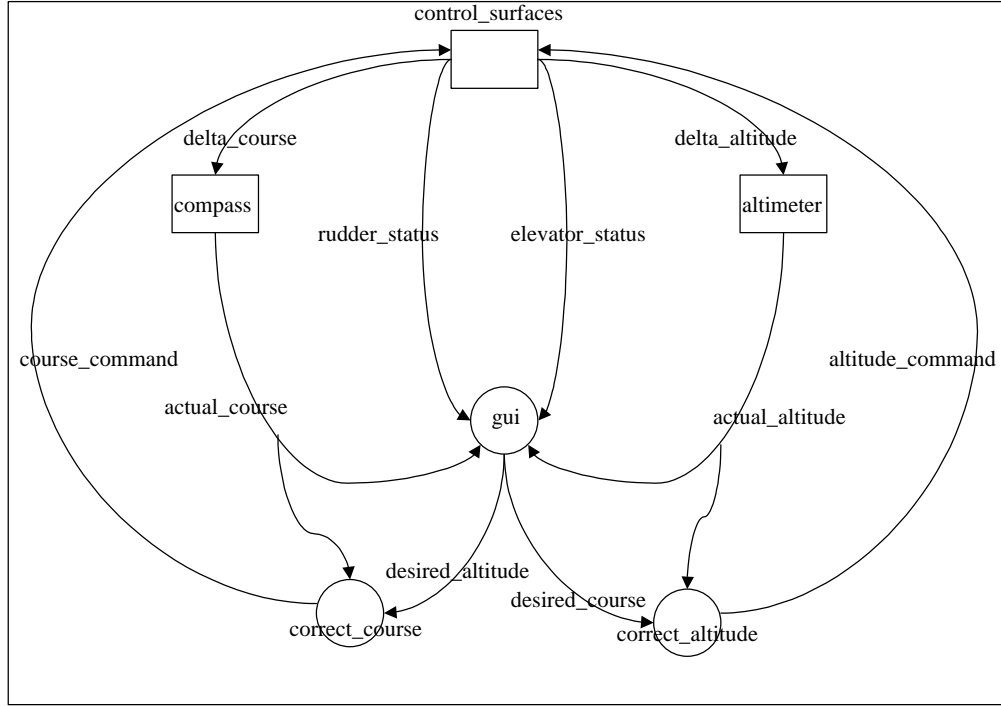 control_surfaces
delta_course
delta_altitude
compass
altimeter
rudder_status
elevator_status
course_command
altitude_command
actual_course
gui
actual_altitude
desired_altitude
desired_course
correct_course
correct_altitude